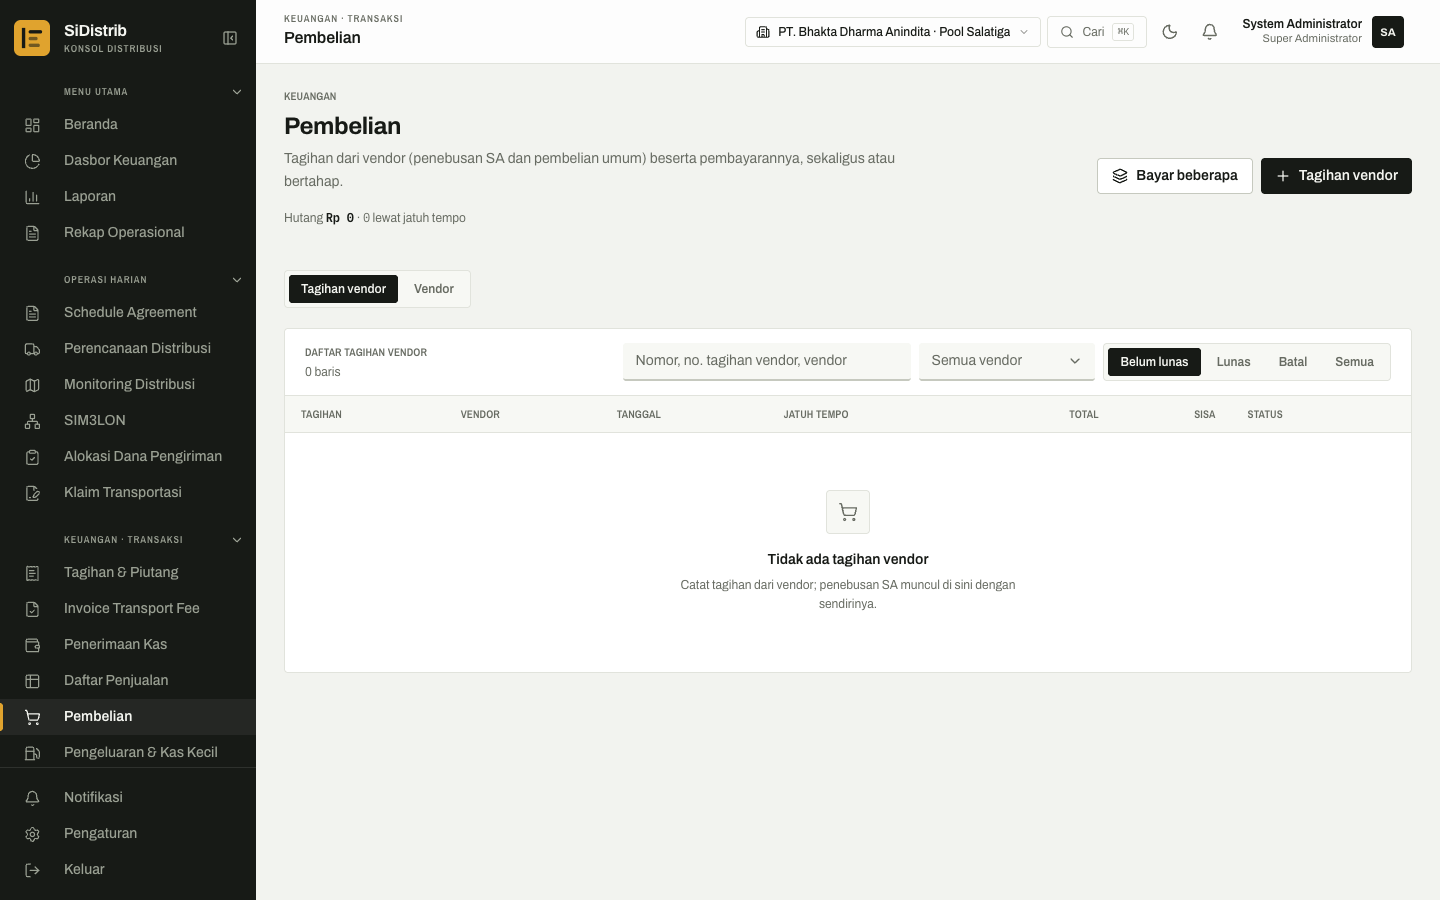 SiDistrib
KONSOL DISTRIBUSI
MENU UTAMA
Beranda
Dasbor Keuangan
Laporan
Rekap Operasional
OPERASI HARIAN
Schedule Agreement
Perencanaan Distribusi
Monitoring Distribusi
SIM3LON
Alokasi Dana Pengiriman
Klaim Transportasi
KEUANGAN · TRANSAKSI
Tagihan & Piutang
Invoice Transport Fee
Penerimaan Kas
Daftar Penjualan
Pembelian
Pengeluaran & Kas Kecil
Notifikasi
Pengaturan
Keluar
KEUANGAN · TRANSAKSI
Pembelian
PT. Bhakta Dharma Anindita · Pool Salatiga
Cari ⌘K
System Administrator
Super Administrator
SA
KEUANGAN
Pembelian
Tagihan dari vendor (penebusan SA dan pembelian umum) beserta pembayarannya, sekaligus atau
bertahap.
Hutang Rp 0 · 0 lewat jatuh tempo
Bayar beberapa
Tagihan vendor
Tagihan vendor Vendor
DAFTAR TAGIHAN VENDOR
0 baris
Nomor, no. tagihan vendor, vendor
Semua vendor
Belum lunas Lunas Batal Semua
TAGIHAN VENDOR TANGGAL JATUH TEMPO TOTAL SISA STATUS
Tidak ada tagihan vendor
Catat tagihan dari vendor; penebusan SA muncul di sini dengan
sendirinya.